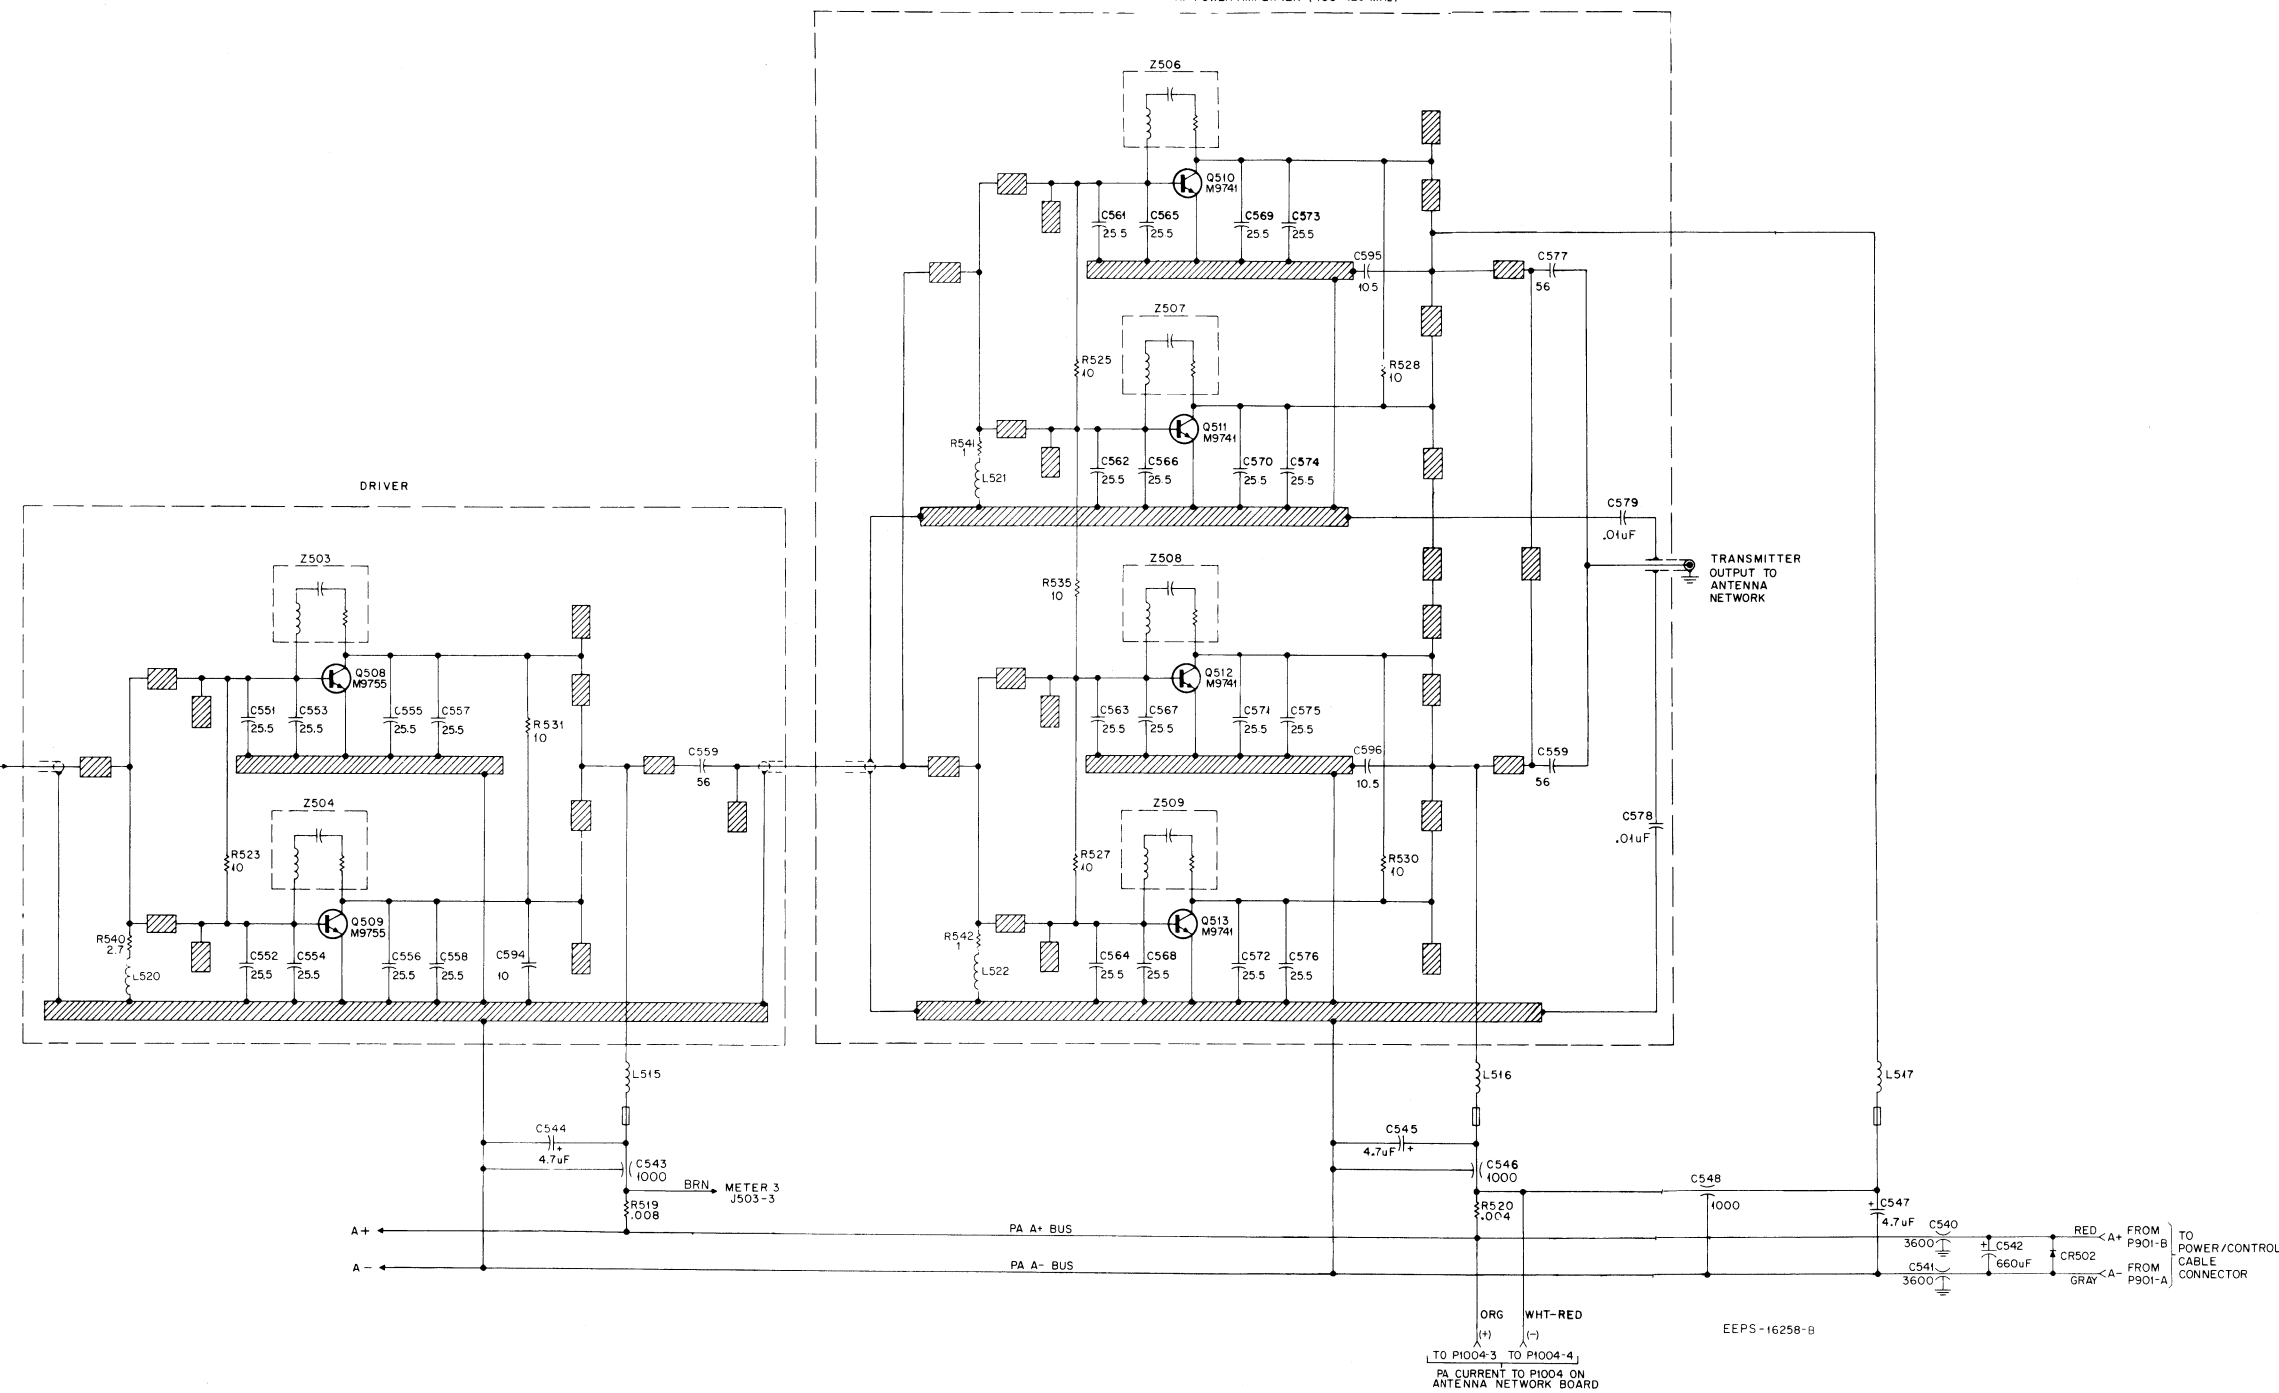 Z506
Q510
M9741
C561
25.5
C565
25.5
C569
25.5
C573
25.5
C595
10.5
C577
56
Z507
R525
10
R528
10
Q511
M9741
R541
1
L521
C562
25.5
C566
25.5
C570
25.5
C574
25.5
C579
.01uF
DRIVER
TRANSMITTER
OUTPUT TO
ANTENNA
NETWORK
Z503
Z508
R535
10
Q508
M9755
C551
25.5
C553
25.5
C555
25.5
C557
25.5
R531
10
C559
56
Q512
M9741
C563
25.5
C567
25.5
C571
25.5
C575
25.5
C596
10.5
C559
56
Z504
R523
10
Z509
R527
10
R530
10
C578
.01uF
Q509
M9755
R540
2.7
L520
C552
25.5
C554
25.5
C556
25.5
C558
25.5
C594
10
Q513
M9741
R542
1
L522
C564
25.5
C568
25.5
C572
25.5
C576
25.5
L515
L516
L517
C544
+
4.7uF
C543
1000
BRN
METER 3
J503-3
R519
.008
C545
4.7uF +
C546
1000
R520
.004
C548
1000
+ C547
4.7uF
A+
PA A+ BUS
A-
PA A- BUS
C540
3600
C541
3600
+
C542
660uF
CR502
RED <A+ FROM
P901-B
GRAY <A- FROM
P901-A
TO
POWER/CONTROL
CABLE
CONNECTOR
ORG
WHT-RED
(+)
(-)
TO P1004-3 TO P1004-4
PA CURRENT TO P1004 ON
ANTENNA NETWORK BOARD
EEPS-16258-B